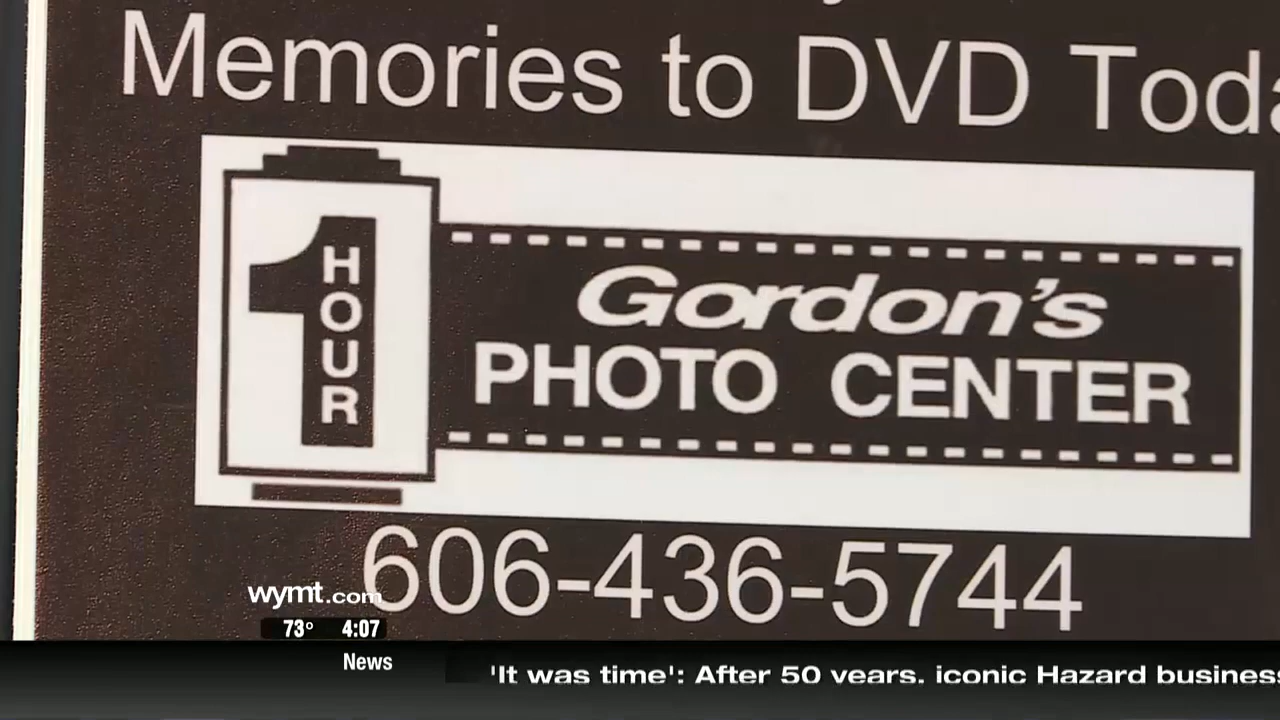 Memories to DVD Toda
1
HOUR
Gordon's
PHOTO CENTER
606-436-5744
wymt.com
73° 4:07
News
'It was time': After 50 years, iconic Hazard business